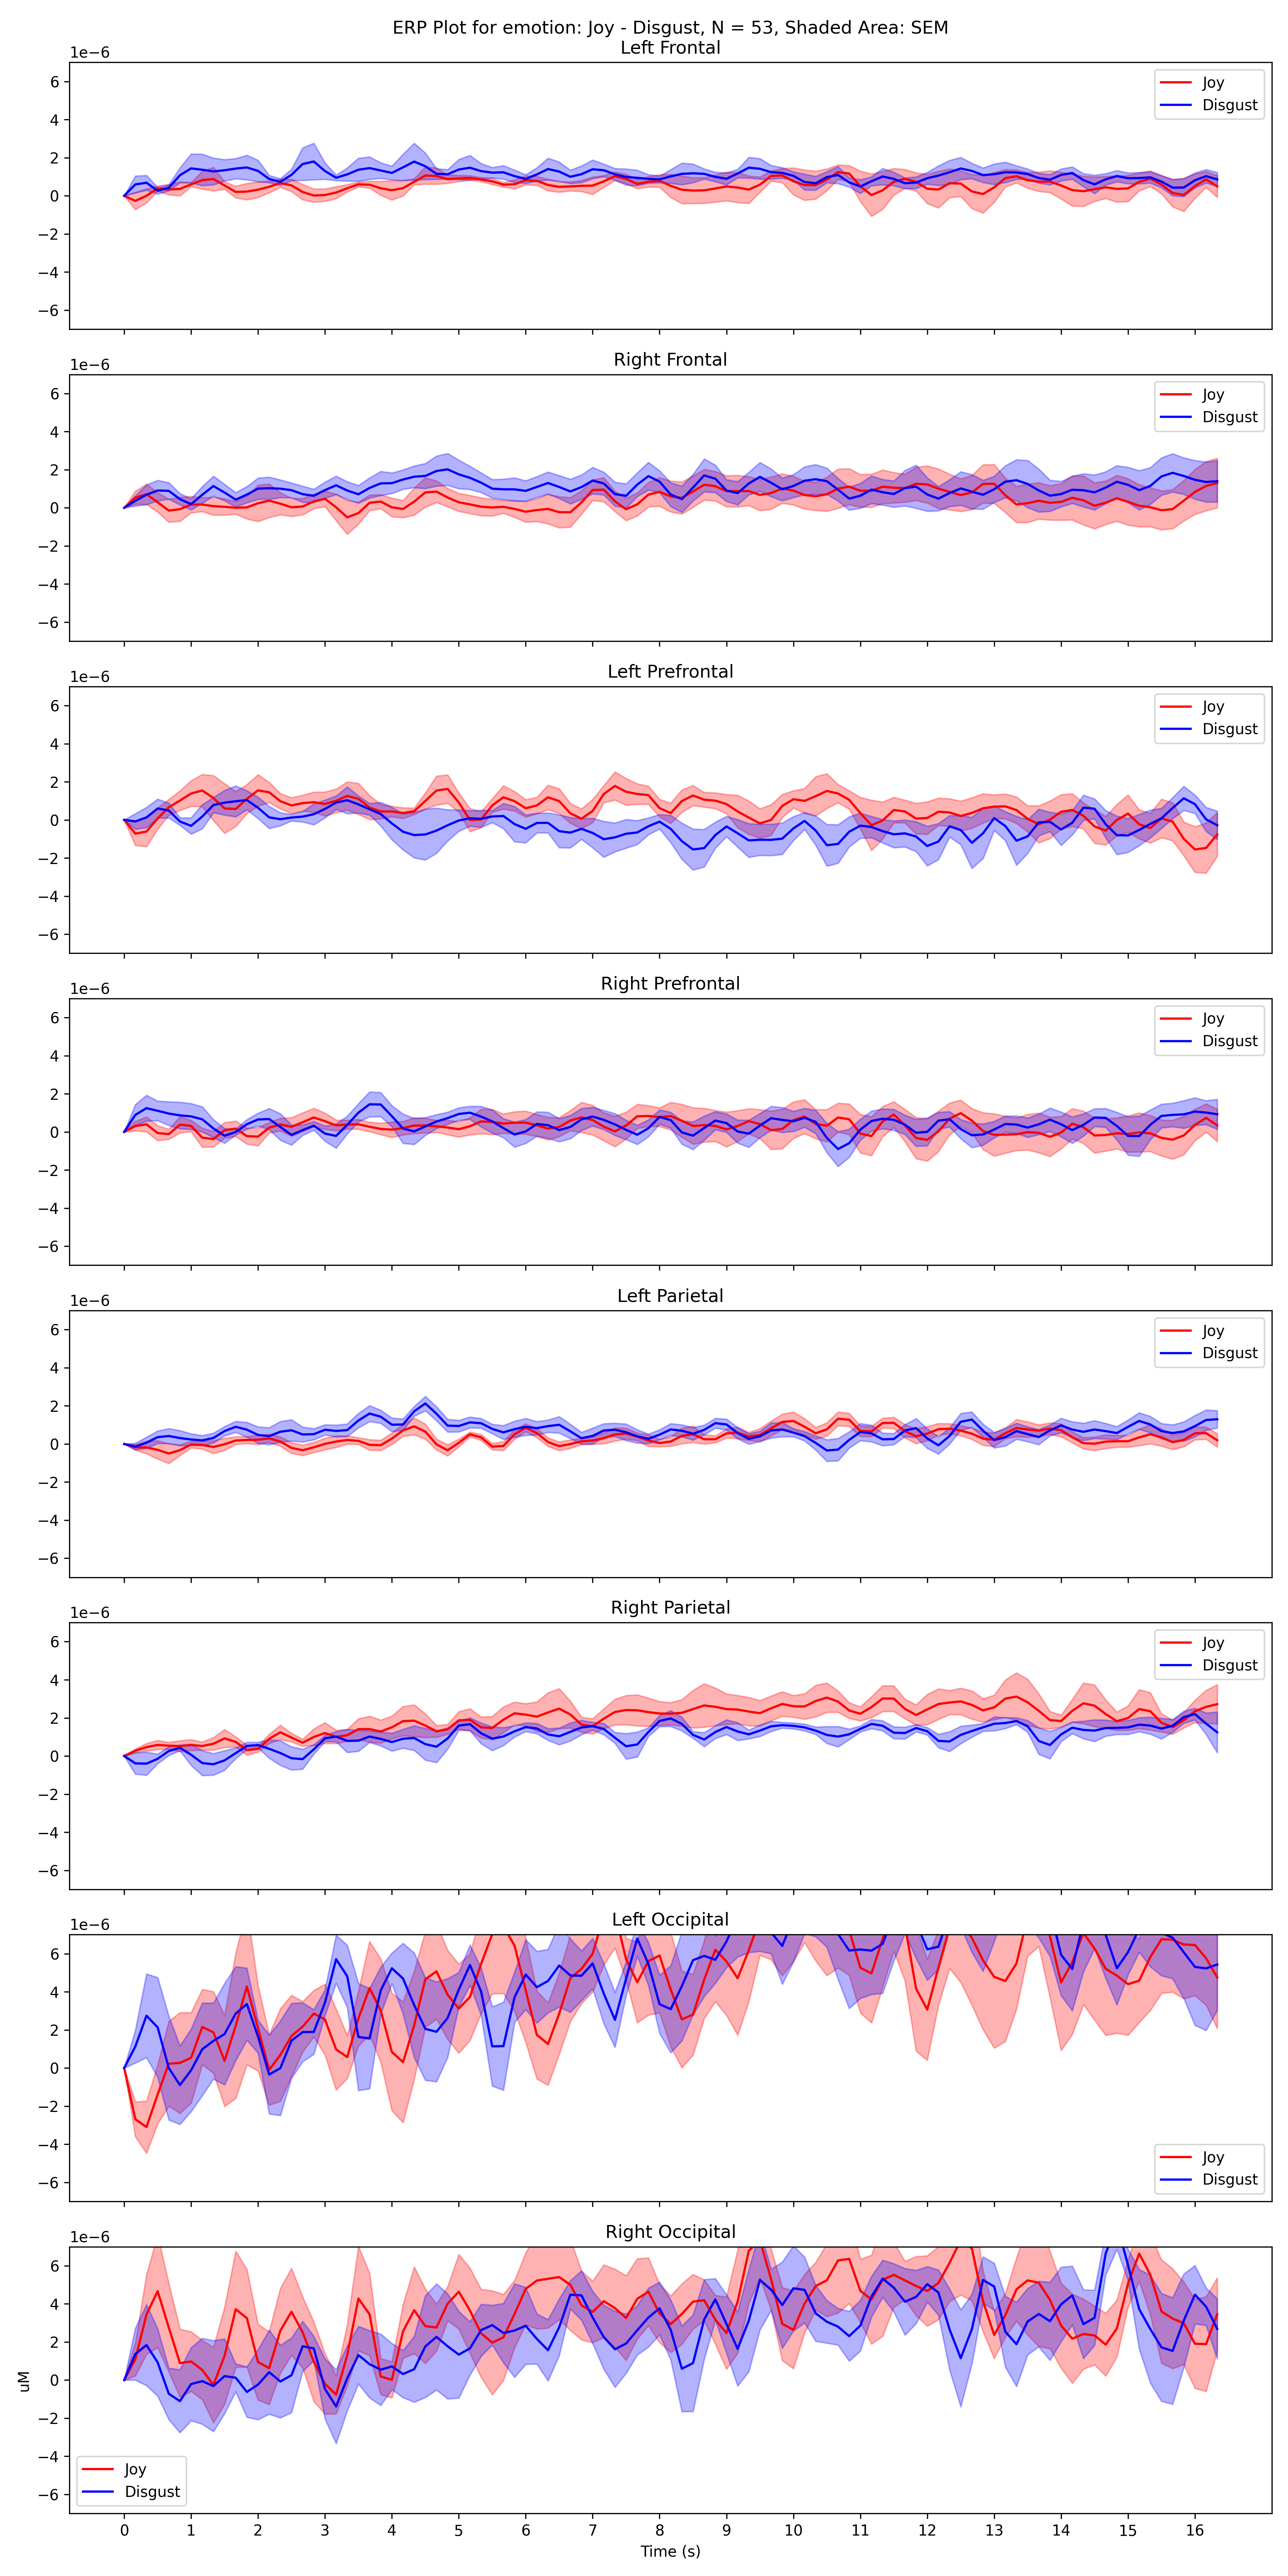 ERP Plot for emotion: Joy - Disgust, N = 53, Shaded Area: SEM
Left Frontal
1e−6
6
4
2
0
−2
−4
−6
Joy
Disgust
Right Frontal
1e−6
6
4
2
0
−2
−4
−6
Joy
Disgust
Left Prefrontal
1e−6
6
4
2
0
−2
−4
−6
Joy
Disgust
Right Prefrontal
1e−6
6
4
2
0
−2
−4
−6
Joy
Disgust
Left Parietal
1e−6
6
4
2
0
−2
−4
−6
Joy
Disgust
Right Parietal
1e−6
6
4
2
0
−2
−4
−6
Joy
Disgust
Left Occipital
1e−6
6
4
2
0
−2
−4
−6
Joy
Disgust
Right Occipital
1e−6
6
4
2
0
−2
−4
−6
uM
Joy
Disgust
0 1 2 3 4 5 6 7 8 9 10 11 12 13 14 15 16
Time (s)